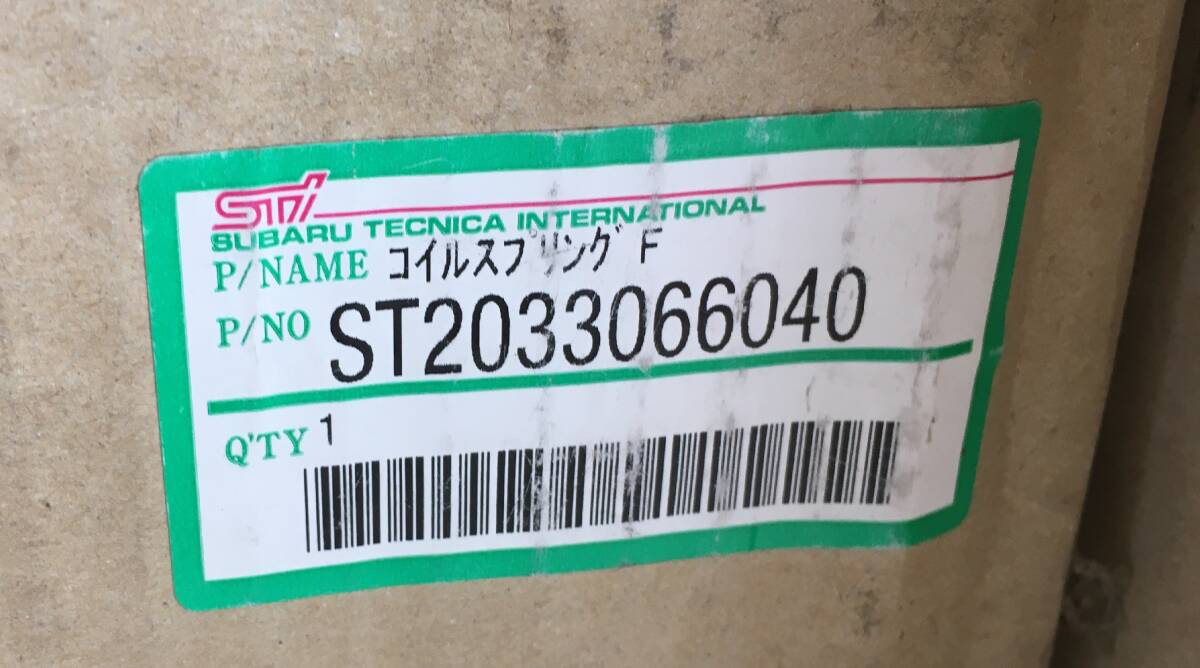 STi
SUBARU TECNICA INTERNATIONAL
P/NAME コイルスプリング F
P/NO ST2033066040
Q'TY 1